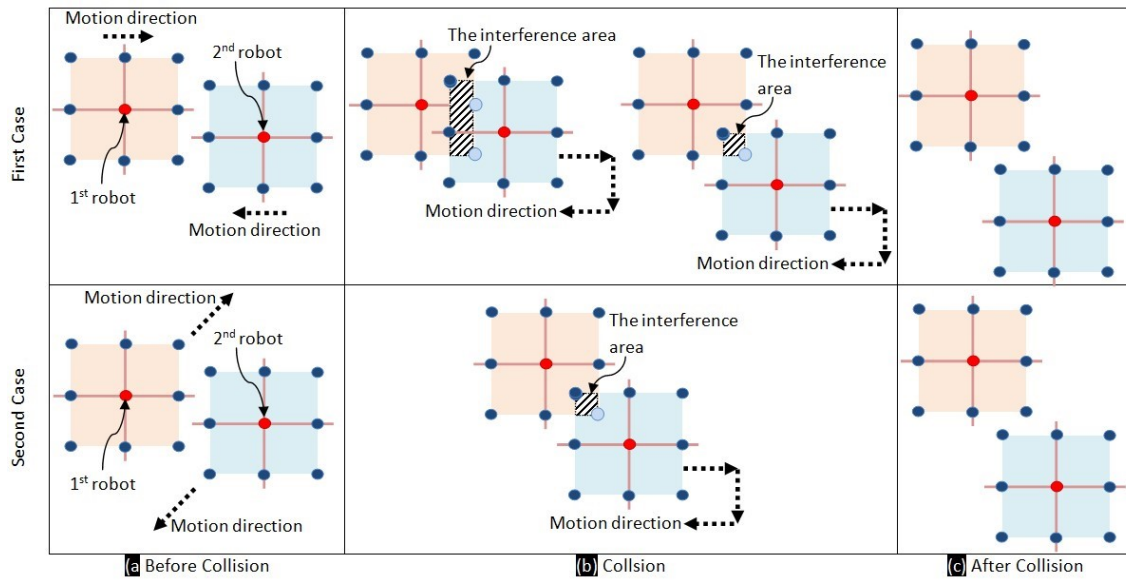 First Case
Motion direction
2nd robot
1st robot
Motion direction
The interference area
Motion direction
The interference
area
Motion direction
Second Case
Motion direction
2nd robot
1st robot
Motion direction
The interference
area
Motion direction
(a) Before Collision
(b) Collsion
(c) After Collision